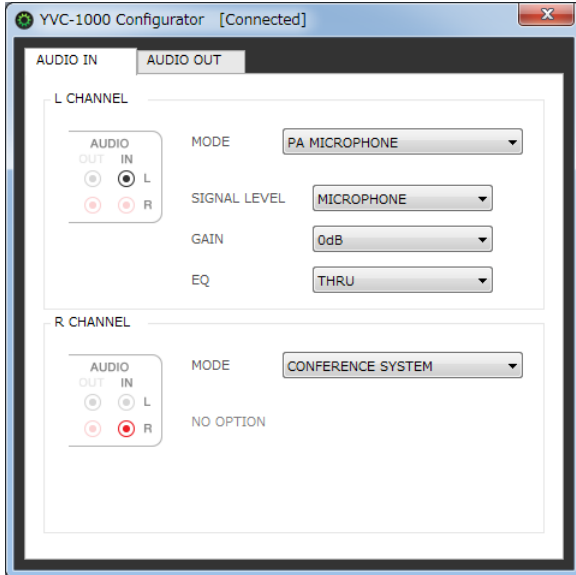 YVC-1000 Configurator [Connected]
AUDIO IN AUDIO OUT
L CHANNEL
AUDIO
OUT IN
L
R
MODE PA MICROPHONE
SIGNAL LEVEL MICROPHONE
GAIN 0dB
EQ THRU
R CHANNEL
AUDIO
OUT IN
L
R
MODE CONFERENCE SYSTEM
NO OPTION